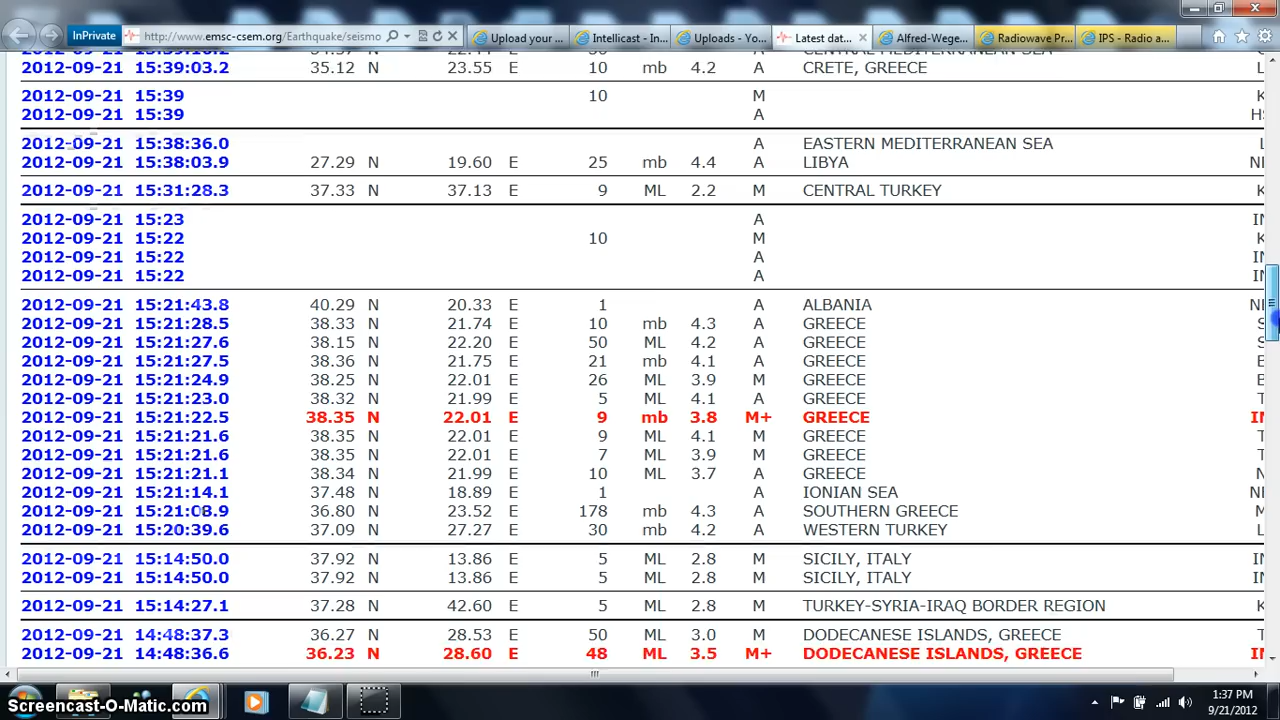 InPrivate http://www.emsc-csem.org/Earthquake/seismo Upload your ... Intellicast - In... Uploads - Yo... Latest dat... Alfred-Wege... Radiowave Pr... IPS - Radio a...
2012-09-21 15:39:03.2 35.12 N 23.55 E 10 mb 4.2 A CRETE, GREECE
2012-09-21 15:39 10 M
2012-09-21 15:39 A
2012-09-21 15:38:36.0 A EASTERN MEDITERRANEAN SEA
2012-09-21 15:38:03.9 27.29 N 19.60 E 25 mb 4.4 A LIBYA
2012-09-21 15:31:28.3 37.33 N 37.13 E 9 ML 2.2 M CENTRAL TURKEY
2012-09-21 15:23 A
2012-09-21 15:22 10 M
2012-09-21 15:22 A
2012-09-21 15:22 A
2012-09-21 15:21:43.8 40.29 N 20.33 E 1 A ALBANIA
2012-09-21 15:21:28.5 38.33 N 21.74 E 10 mb 4.3 A GREECE
2012-09-21 15:21:27.6 38.15 N 22.20 E 50 ML 4.2 A GREECE
2012-09-21 15:21:27.5 38.36 N 21.75 E 21 mb 4.1 A GREECE
2012-09-21 15:21:24.9 38.25 N 22.01 E 26 ML 3.9 M GREECE
2012-09-21 15:21:23.0 38.32 N 21.99 E 5 ML 4.1 A GREECE
2012-09-21 15:21:22.5 38.35 N 22.01 E 9 mb 3.8 M+ GREECE
2012-09-21 15:21:21.6 38.35 N 22.01 E 9 ML 4.1 M GREECE
2012-09-21 15:21:21.6 38.35 N 22.01 E 7 ML 3.9 M GREECE
2012-09-21 15:21:21.1 38.34 N 21.99 E 10 ML 3.7 A GREECE
2012-09-21 15:21:14.1 37.48 N 18.89 E 1 A IONIAN SEA
2012-09-21 15:21:03.9 36.80 N 23.52 E 178 mb 4.3 A SOUTHERN GREECE
2012-09-21 15:20:39.6 37.09 N 27.27 E 30 mb 4.2 A WESTERN TURKEY
2012-09-21 15:14:50.0 37.92 N 13.86 E 5 ML 2.8 M SICILY, ITALY
2012-09-21 15:14:50.0 37.92 N 13.86 E 5 ML 2.8 M SICILY, ITALY
2012-09-21 15:14:27.1 37.28 N 42.60 E 5 ML 2.8 M TURKEY-SYRIA-IRAQ BORDER REGION
2012-09-21 14:48:37.3 36.27 N 28.53 E 50 ML 3.0 M DODECANESE ISLANDS, GREECE
2012-09-21 14:48:36.6 36.23 N 28.60 E 48 ML 3.5 M+ DODECANESE ISLANDS, GREECE
1:37 PM
9/21/2012
Screencast-O-Matic.com